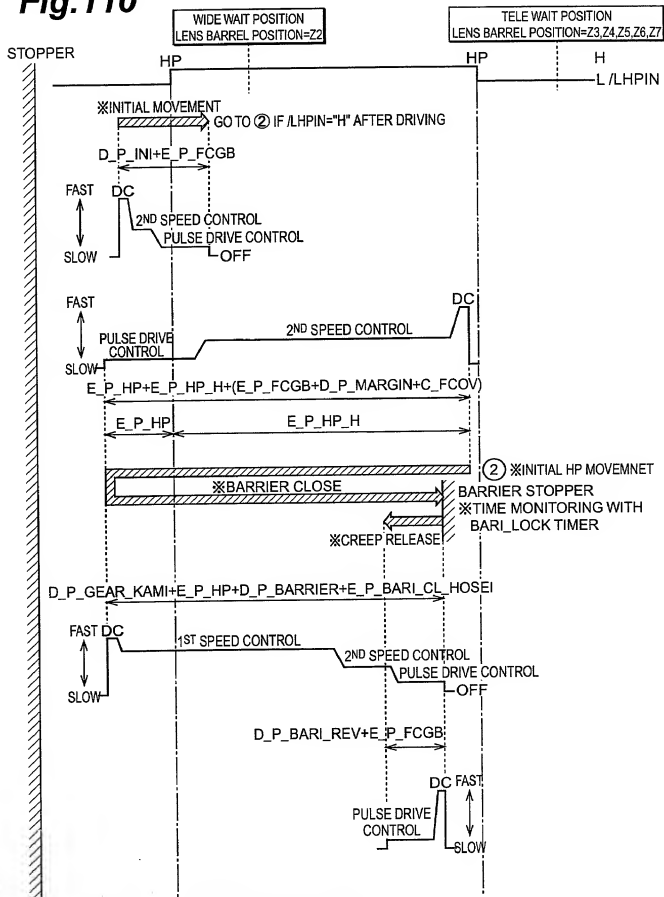 Fig.110
WIDE WAIT POSITION
LENS BARREL POSITION=Z2
TELE WAIT POSITION
LENS BARREL POSITION=Z3,Z4,Z5,Z6,Z7
STOPPER
HP
HP
H
L /LHPIN
※INITIAL MOVEMENT
GO TO ② IF /LHPIN="H" AFTER DRIVING
D_P_INI+E_P_FCGB
FAST
DC
2ND SPEED CONTROL
PULSE DRIVE CONTROL
SLOW
OFF
FAST
DC
2ND SPEED CONTROL
PULSE DRIVE
CONTROL
SLOW
E_P_HP+E_P_HP_H+(E_P_FCGB+D_P_MARGIN+C_FCOV)
E_P_HP
E_P_HP_H
② ※INITIAL HP MOVEMNET
※BARRIER CLOSE
BARRIER STOPPER
※TIME MONITORING WITH
BARI_LOCK TIMER
※CREEP RELEASE
D_P_GEAR_KAMI+E_P_HP+D_P_BARRIER+E_P_BARI_CL_HOSEI
FAST
DC
1ST SPEED CONTROL
2ND SPEED CONTROL
PULSE DRIVE CONTROL
SLOW
OFF
D_P_BARI_REV+E_P_FCGB
DC
FAST
PULSE DRIVE
CONTROL
SLOW